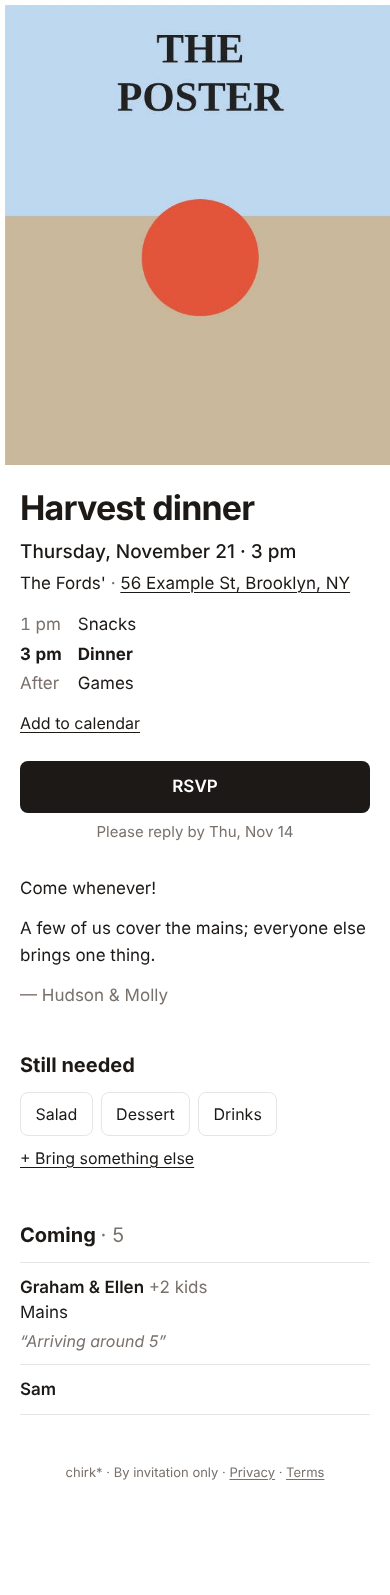 THE
POSTER
Harvest dinner
Thursday, November 21 · 3 pm
The Fords' · 56 Example St, Brooklyn, NY
1 pm Snacks
3 pm Dinner
After Games
Add to calendar
RSVP
Please reply by Thu, Nov 14
Come whenever!
A few of us cover the mains; everyone else
brings one thing.
— Hudson & Molly
Still needed
Salad Dessert Drinks
+ Bring something else
Coming · 5
Graham & Ellen +2 kids
Mains
“Arriving around 5”
Sam
chirk* · By invitation only · Privacy · Terms